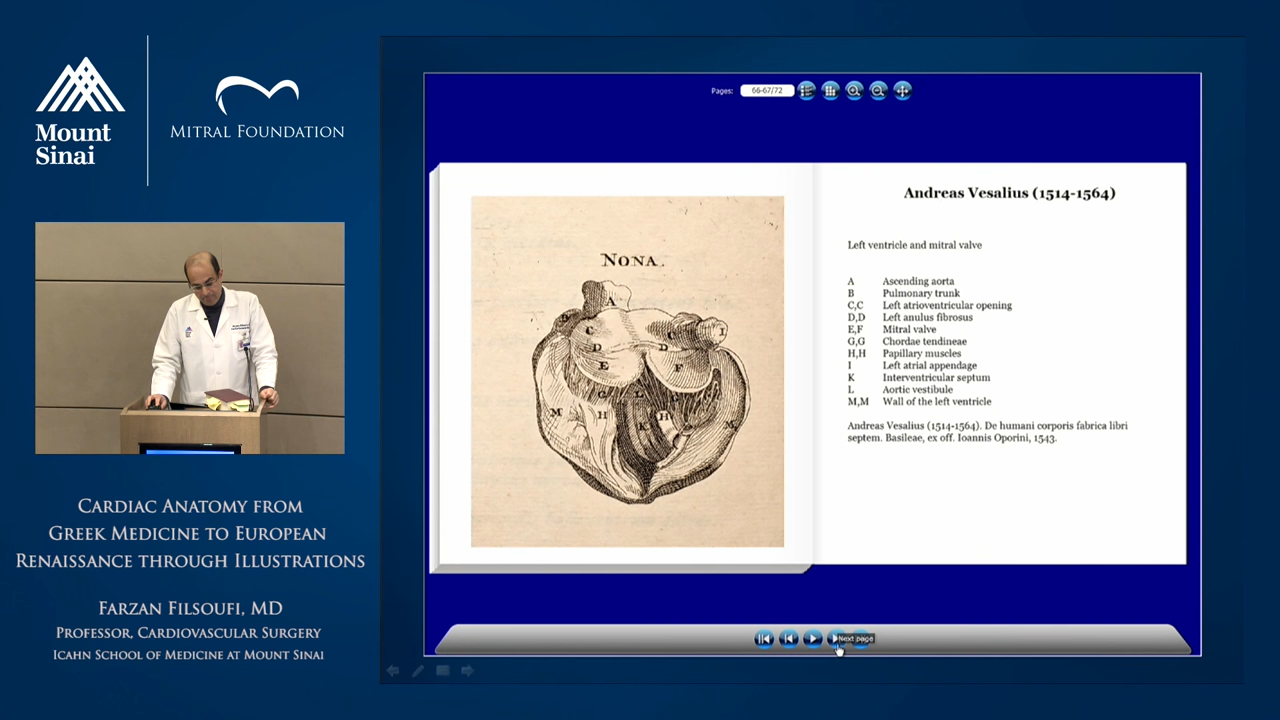 Mount
Sinai
MITRAL FOUNDATION
CARDIAC ANATOMY FROM
GREEK MEDICINE TO EUROPEAN
RENAISSANCE THROUGH ILLUSTRATIONS
FARZAN FILSOUFI, MD
PROFESSOR, CARDIOVASCULAR SURGERY
ICAHN SCHOOL OF MEDICINE AT MOUNT SINAI
Pages: 66-67/72
NONA.
A
C
I
D D
E F
G L
M H H M
K
Andreas Vesalius (1514-1564)
Left ventricle and mitral valve
A Ascending aorta
B Pulmonary trunk
C,C Left atrioventricular opening
D,D Left anulus fibrosus
E,F Mitral valve
G,G Chordae tendineae
H,H Papillary muscles
I Left atrial appendage
K Interventricular septum
L Aortic vestibule
M,M Wall of the left ventricle
Andreas Vesalius (1514-1564). De humani corporis fabrica libri
septem. Basileae, ex off. Ioannis Oporini, 1543.
Next page